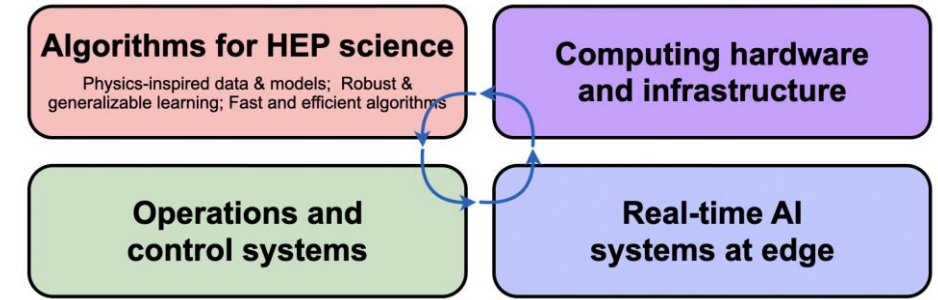 Algorithms for HEP science
Physics-inspired data & models; Robust &
generalizable learning; Fast and efficient algorithms
Computing hardware
and infrastructure
Operations and
control systems
Real-time AI
systems at edge